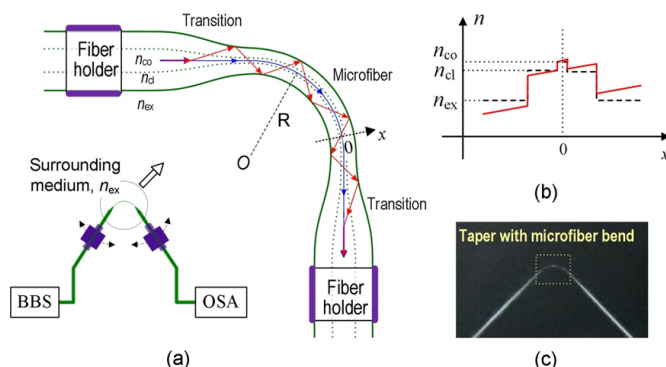 Transition
Fiber
holder
n_co
n_cl
n_ex
Microfiber
R
O
0
x
Transition
Fiber
holder
Surrounding
medium, n_ex
BBS
OSA
(a)
n
n_co
n_cl
n_ex
0
x
(b)
Taper with microfiber bend
(c)